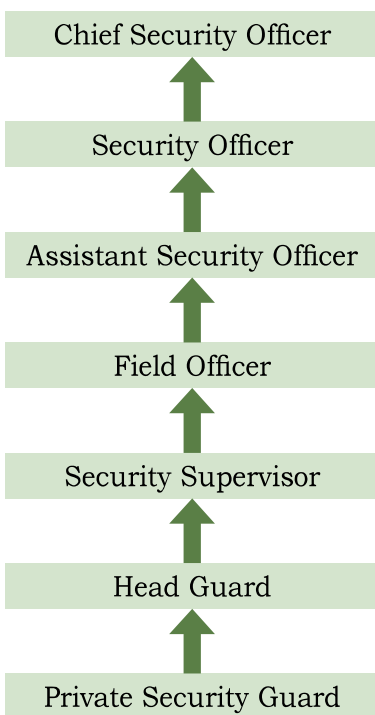 Chief Security Officer
Security Officer
Assistant Security Officer
Field Officer
Security Supervisor
Head Guard
Private Security Guard